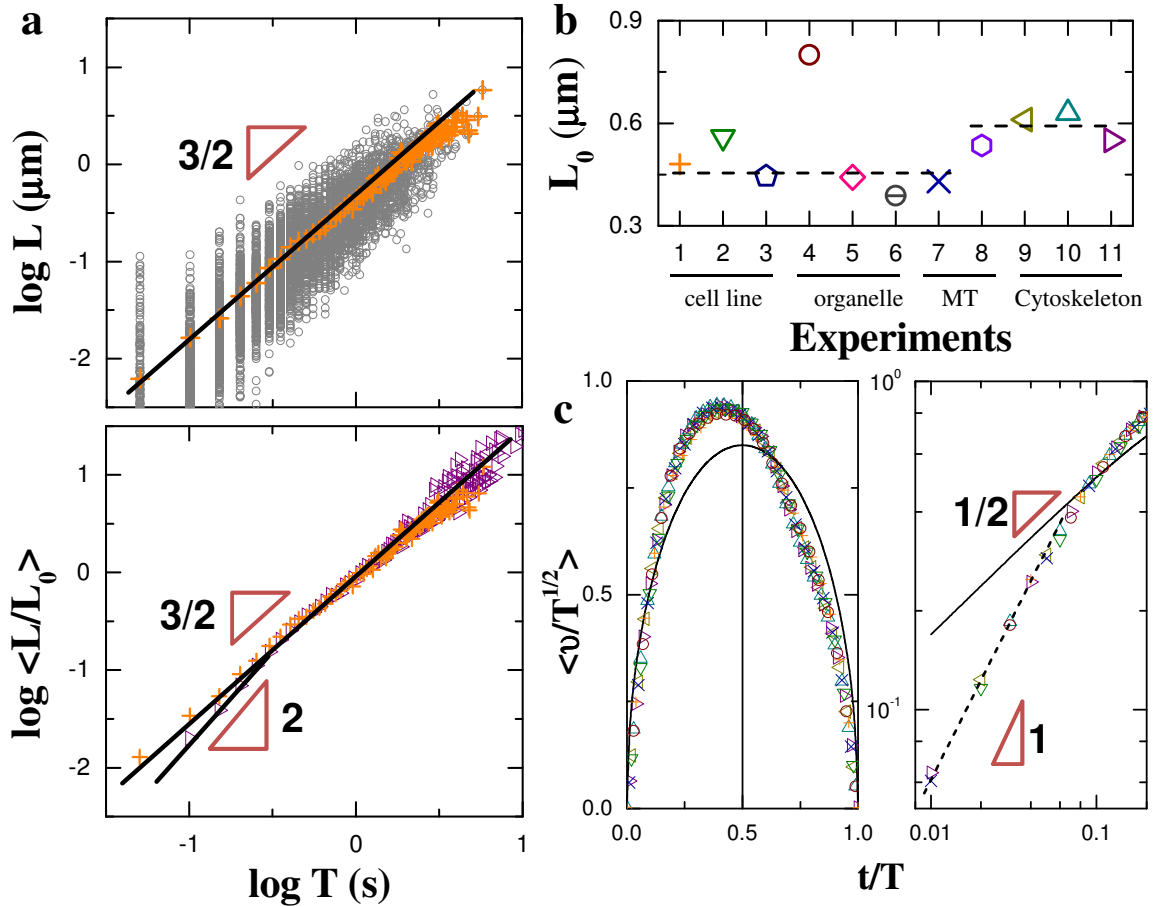 a
log L (μm)
1
0
-1
-2
3/2
log <L/L0>
1
0
-1
-2
3/2
2
-1
0
1
log T (s)
b
L0 (μm)
0.9
0.6
0.3
1 2 3 4 5 6 7 8 9 10 11
cell line organelle MT Cytoskeleton
Experiments
c
<υ/T1/2>
1.0
0.5
0.0
0.0 0.5 1.0
10^0
10^-1
1/2
1
0.01 0.1
t/T